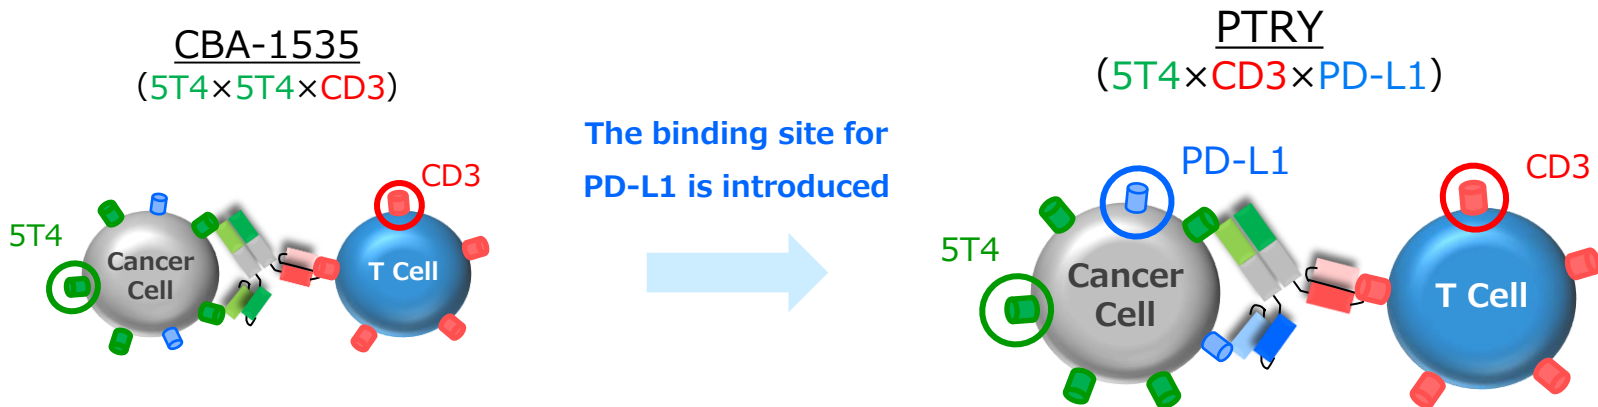 CBA-1535
(5T4×5T4×CD3)
CD3
5T4
Cancer
Cell
T Cell
The binding site for
PD-L1 is introduced
PTRY
(5T4×CD3×PD-L1)
PD-L1
CD3
5T4
Cancer
Cell
T Cell